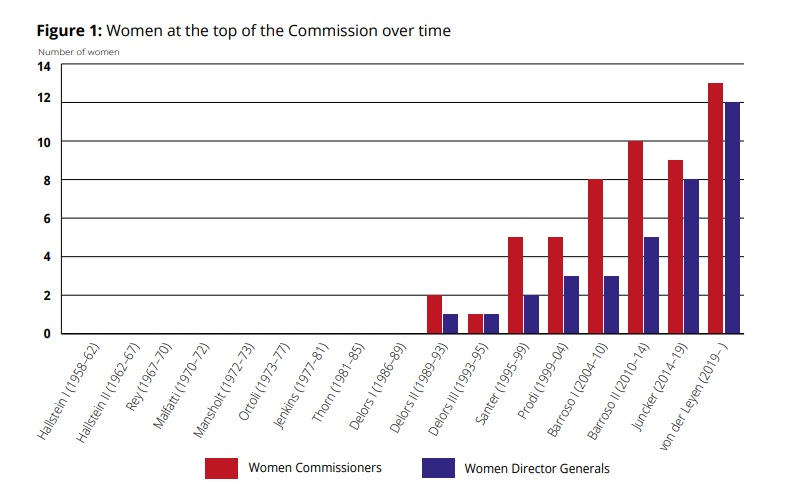 Figure 1: Women at the top of the Commission over time
Number of women
14
12
10
8
6
4
2
0
Hallstein I (1958–62)
Hallstein II (1962–67)
Rey (1967–70)
Malfatti (1970–72)
Mansholt (1972–73)
Ortoli (1973–77)
Jenkins (1977–81)
Thorn (1981–85)
Delors I (1986–89)
Delors II (1989–93)
Delors III (1993–95)
Santer (1995–99)
Prodi (1999–04)
Barroso I (2004–10)
Barroso II (2010–14)
Juncker (2014–19)
von der Leyen (2019– )
Women Commissioners
Women Director Generals